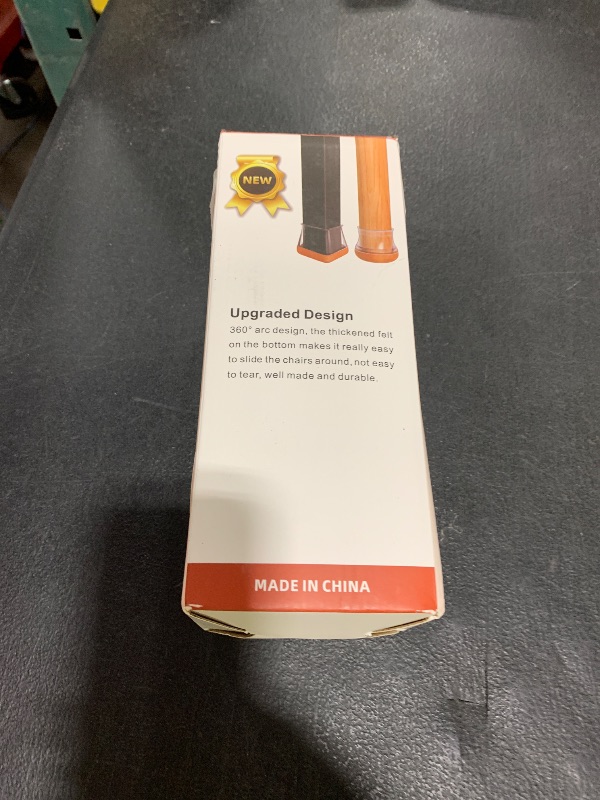 NEW
Upgraded Design
360° arc design, the thickened felt
on the bottom makes it really easy
to slide the chairs around, not easy
to tear, well made and durable.
MADE IN CHINA